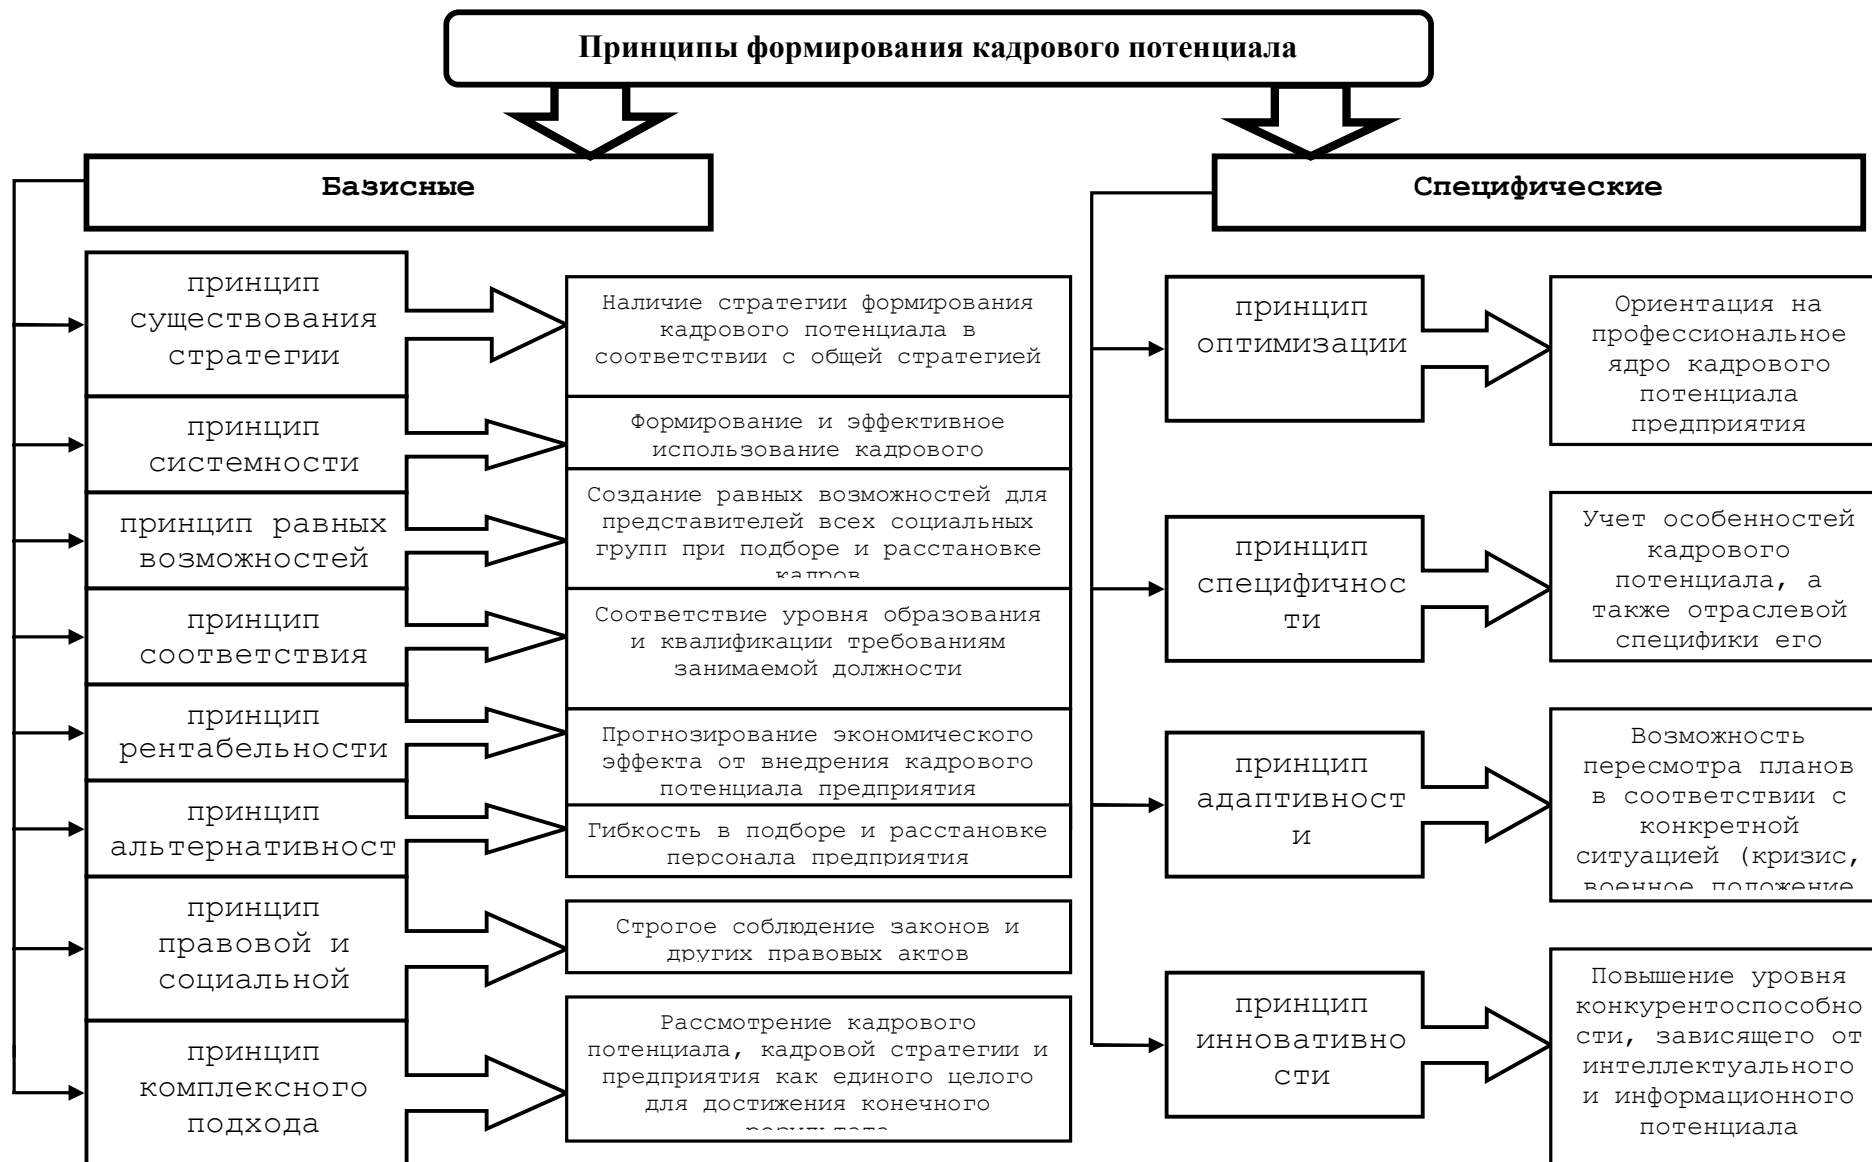 Принципы формирования кадрового потенциала
Базисные
принцип
существования
стратегии
Наличие стратегии формирования
кадрового потенциала в
соответствии с общей стратегией
принцип
системности
Формирование и эффективное
использование кадрового
принцип равных
возможностей
Создание равных возможностей для
представителей всех социальных
групп при подборе и расстановке
кадров
принцип
соответствия
Соответствие уровня образования
и квалификации требованиям
занимаемой должности
принцип
рентабельности
Прогнозирование экономического
эффекта от внедрения кадрового
потенциала предприятия
принцип
альтернативност
Гибкость в подборе и расстановке
персонала предприятия
принцип
правовой и
социальной
Строгое соблюдение законов и
других правовых актов
принцип
комплексного
подхода
Рассмотрение кадрового
потенциала, кадровой стратегии и
предприятия как единого целого
для достижения конечного
результата
Специфические
принцип
оптимизации
Ориентация на
профессиональное
ядро кадрового
потенциала
предприятия
принцип
специфичнос
ти
Учет особенностей
кадрового
потенциала, а
также отраслевой
специфики его
принцип
адаптивност
и
Возможность
пересмотра планов
в соответствии с
конкретной
ситуацией (кризис,
военное положение
принцип
инновативно
сти
Повышение уровня
конкурентоспособно
сти, зависящего от
интеллектуального
и информационного
потенциала